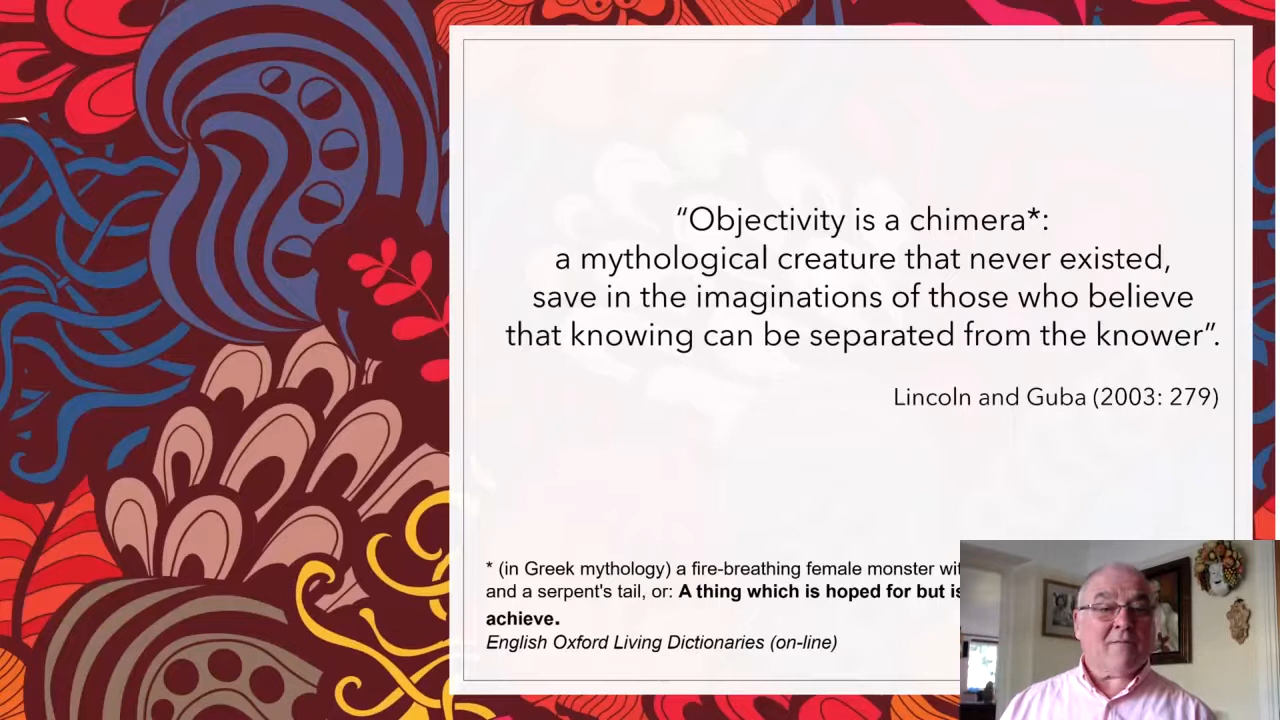 “Objectivity is a chimera*:
a mythological creature that never existed,
save in the imaginations of those who believe
that knowing can be separated from the knower”.
Lincoln and Guba (2003: 279)
* (in Greek mythology) a fire-breathing female monster
and a serpent's tail, or: A thing which is hoped for but is
achieve.
English Oxford Living Dictionaries (on-line)